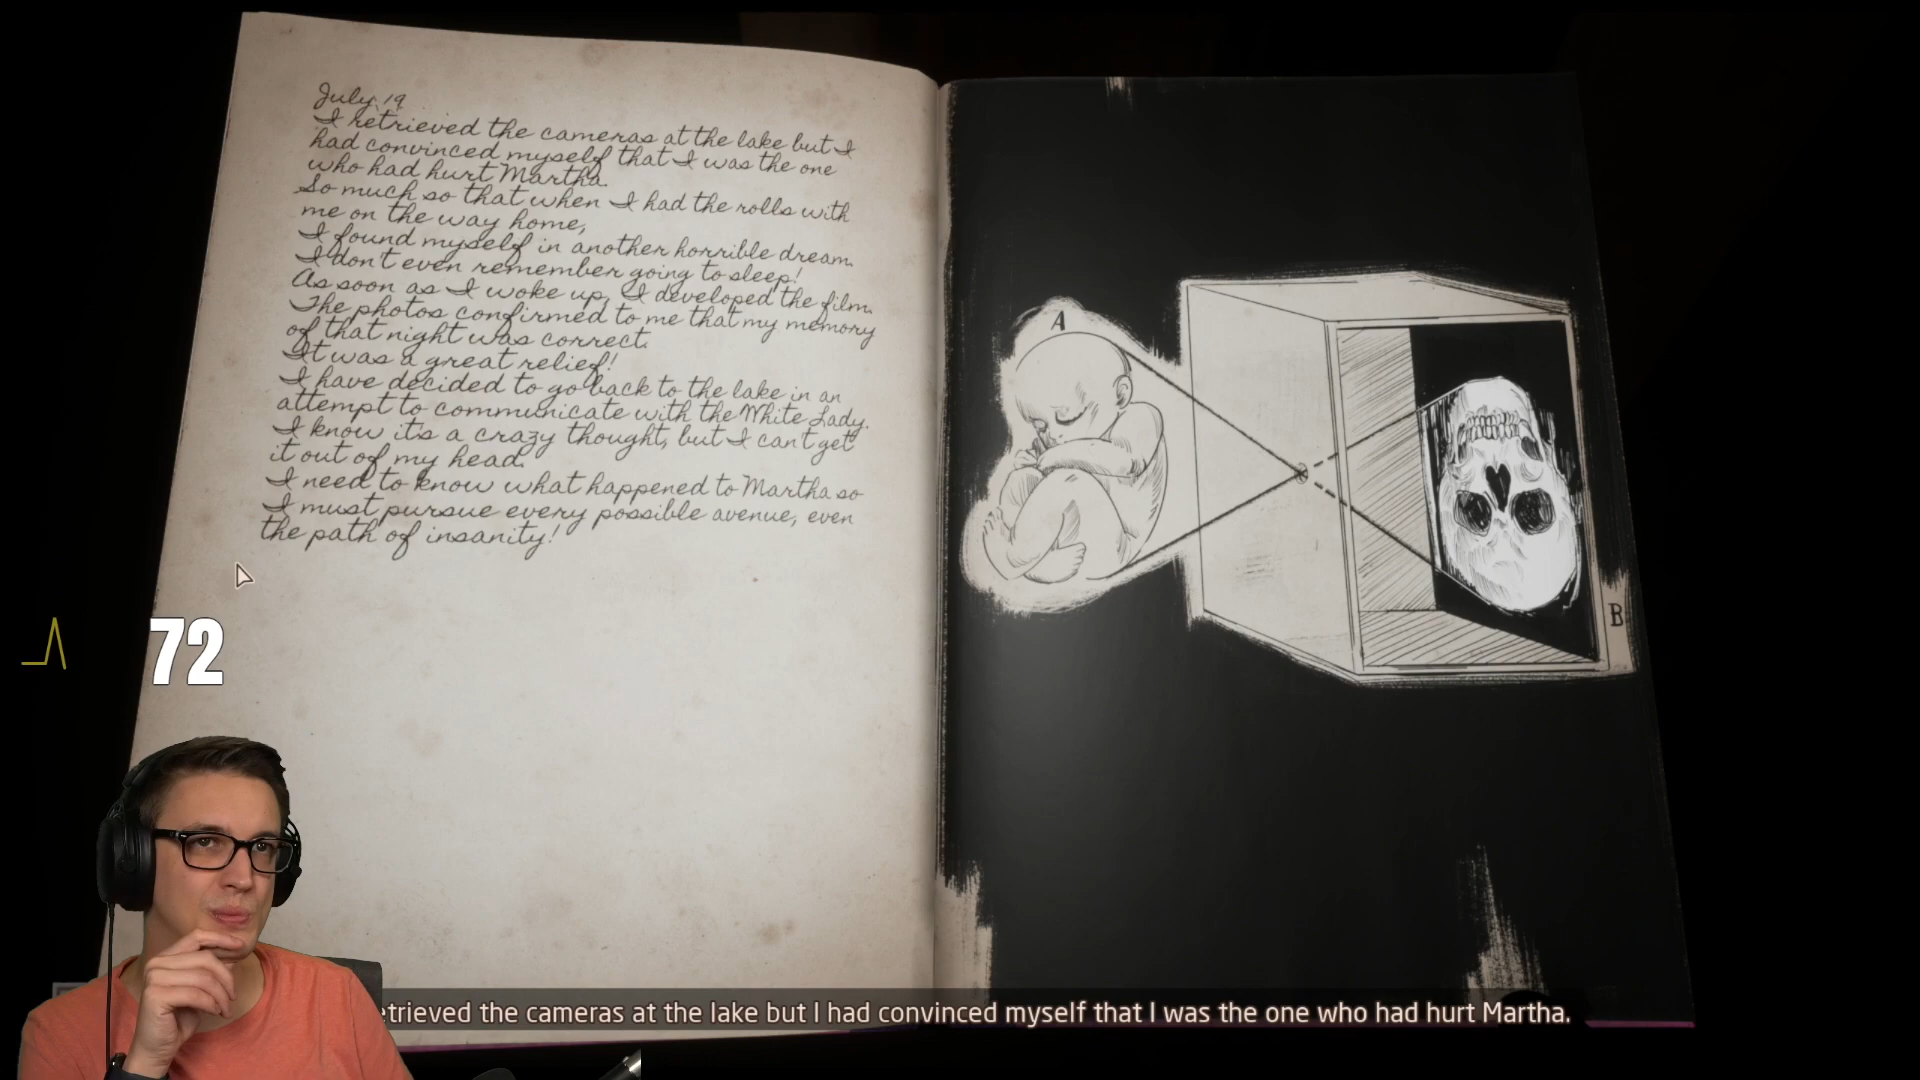 July 19
I retrieved the cameras at the lake but I
had convinced myself that I was the one
who had hurt Martha.
So much so that when I had the rolls with
me on the way home,
I found myself in another horrible dream.
I don't even remember going to sleep!
As soon as I woke up, I developed the film.
The photos confirmed to me that my memory
of that night was correct.
It was a great relief!
I have decided to go back to the lake in an
attempt to communicate with the White Lady.
I know it's a crazy thought, but I can't get
it out of my head.
I need to know what happened to Martha so
I must pursue every possible avenue, even
the path of insanity!
A
B
72
etrieved the cameras at the lake but I had convinced myself that I was the one who had hurt Martha.